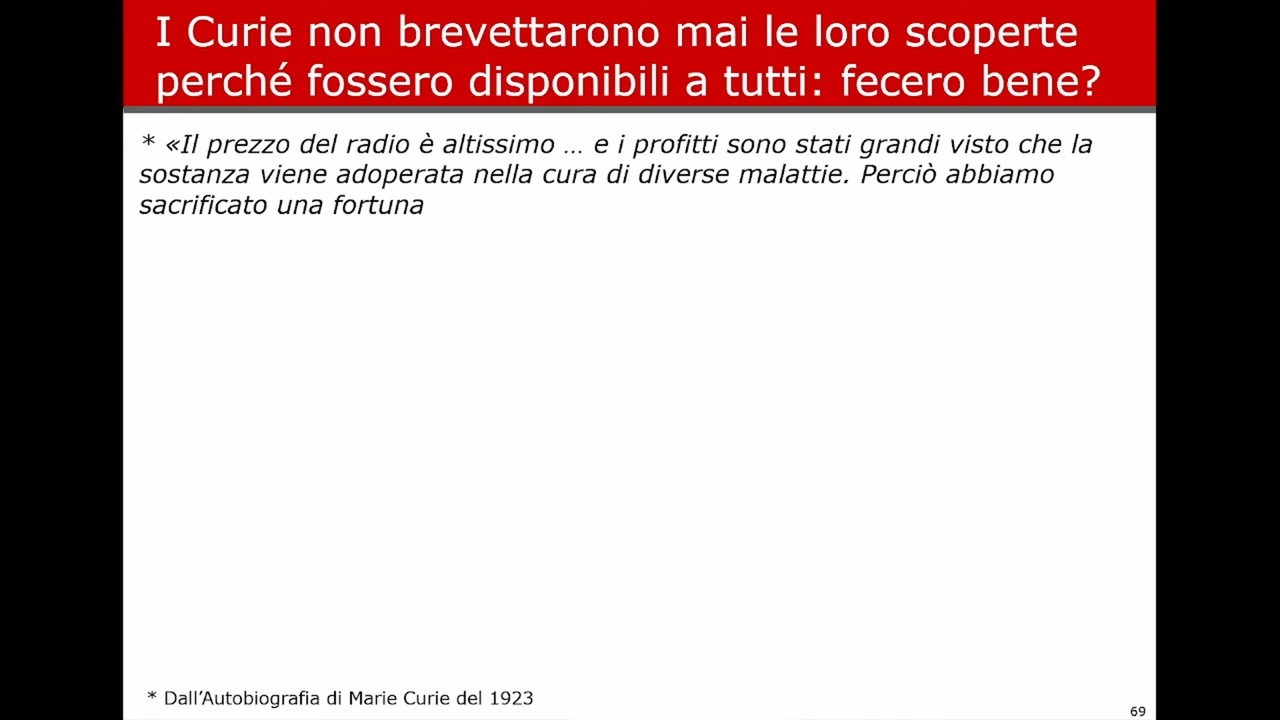 I Curie non brevettarono mai le loro scoperte
perché fossero disponibili a tutti: fecero bene?
* «Il prezzo del radio è altissimo … e i profitti sono stati grandi visto che la
sostanza viene adoperata nella cura di diverse malattie. Perciò abbiamo
sacrificato una fortuna
* Dall’Autobiografia di Marie Curie del 1923
69